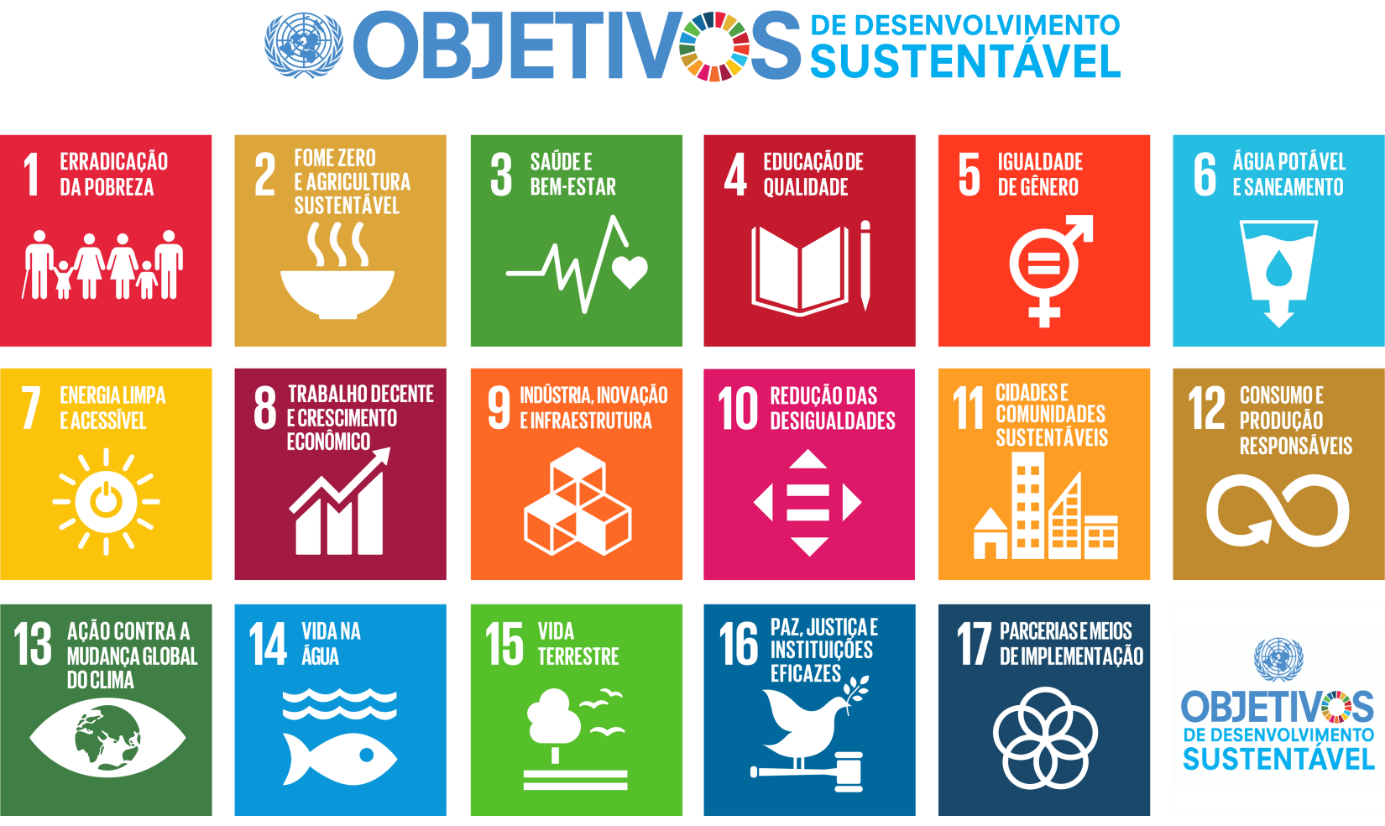 OBJETIVOS DE DESENVOLVIMENTO
SUSTENTÁVEL
1 ERRADICAÇÃO
DA POBREZA
2 FOME ZERO
E AGRICULTURA
SUSTENTÁVEL
3 SAÚDE E
BEM-ESTAR
4 EDUCAÇÃO DE
QUALIDADE
5 IGUALDADE
DE GÊNERO
6 ÁGUA POTÁVEL
E SANEAMENTO
7 ENERGIA LIMPA
E ACESSÍVEL
8 TRABALHO DECENTE
E CRESCIMENTO
ECONÔMICO
9 INDÚSTRIA, INOVAÇÃO
E INFRAESTRUTURA
10 REDUÇÃO DAS
DESIGUALDADES
11 CIDADES E
COMUNIDADES
SUSTENTÁVEIS
12 CONSUMO E
PRODUÇÃO
RESPONSÁVEIS
13 AÇÃO CONTRA A
MUDANÇA GLOBAL
DO CLIMA
14 VIDA NA
ÁGUA
15 VIDA
TERRESTRE
16 PAZ, JUSTIÇA E
INSTITUIÇÕES
EFICAZES
17 PARCERIAS E MEIOS
DE IMPLEMENTAÇÃO
OBJETIVOS
DE DESENVOLVIMENTO
SUSTENTÁVEL